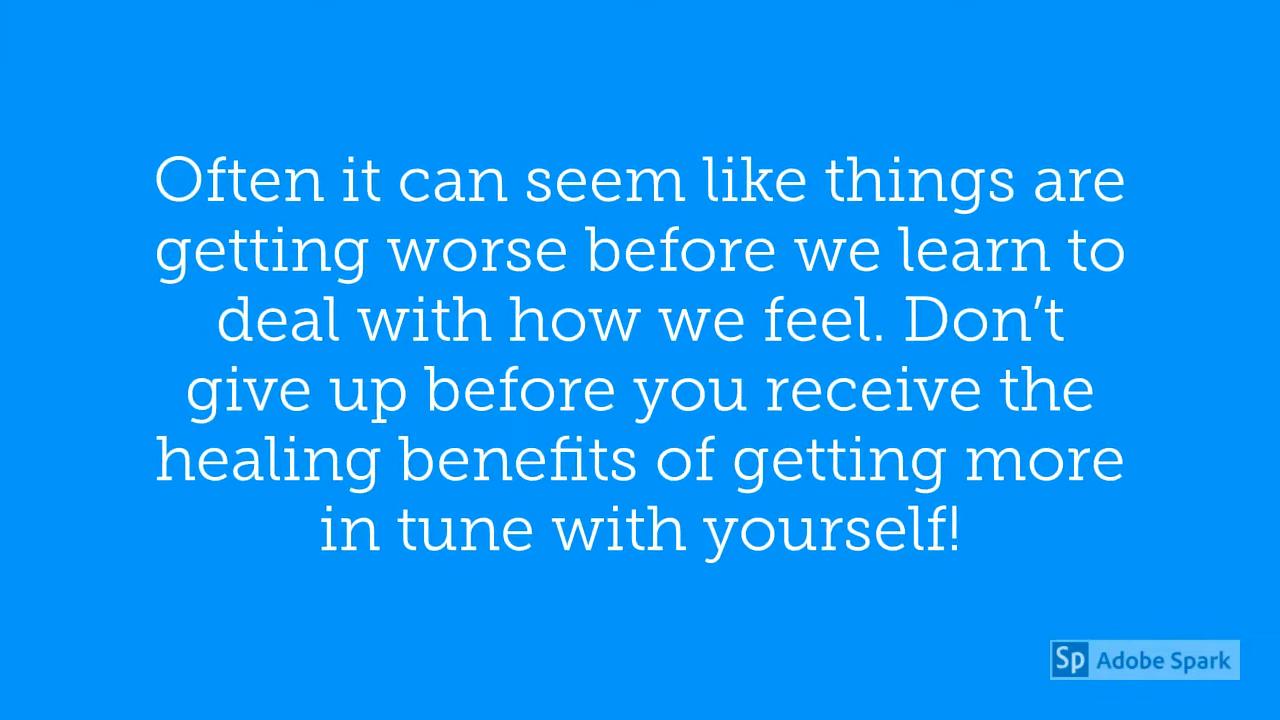 Often it can seem like things are
getting worse before we learn to
deal with how we feel. Don’t
give up before you receive the
healing benefits of getting more
in tune with yourself!
Sp Adobe Spark